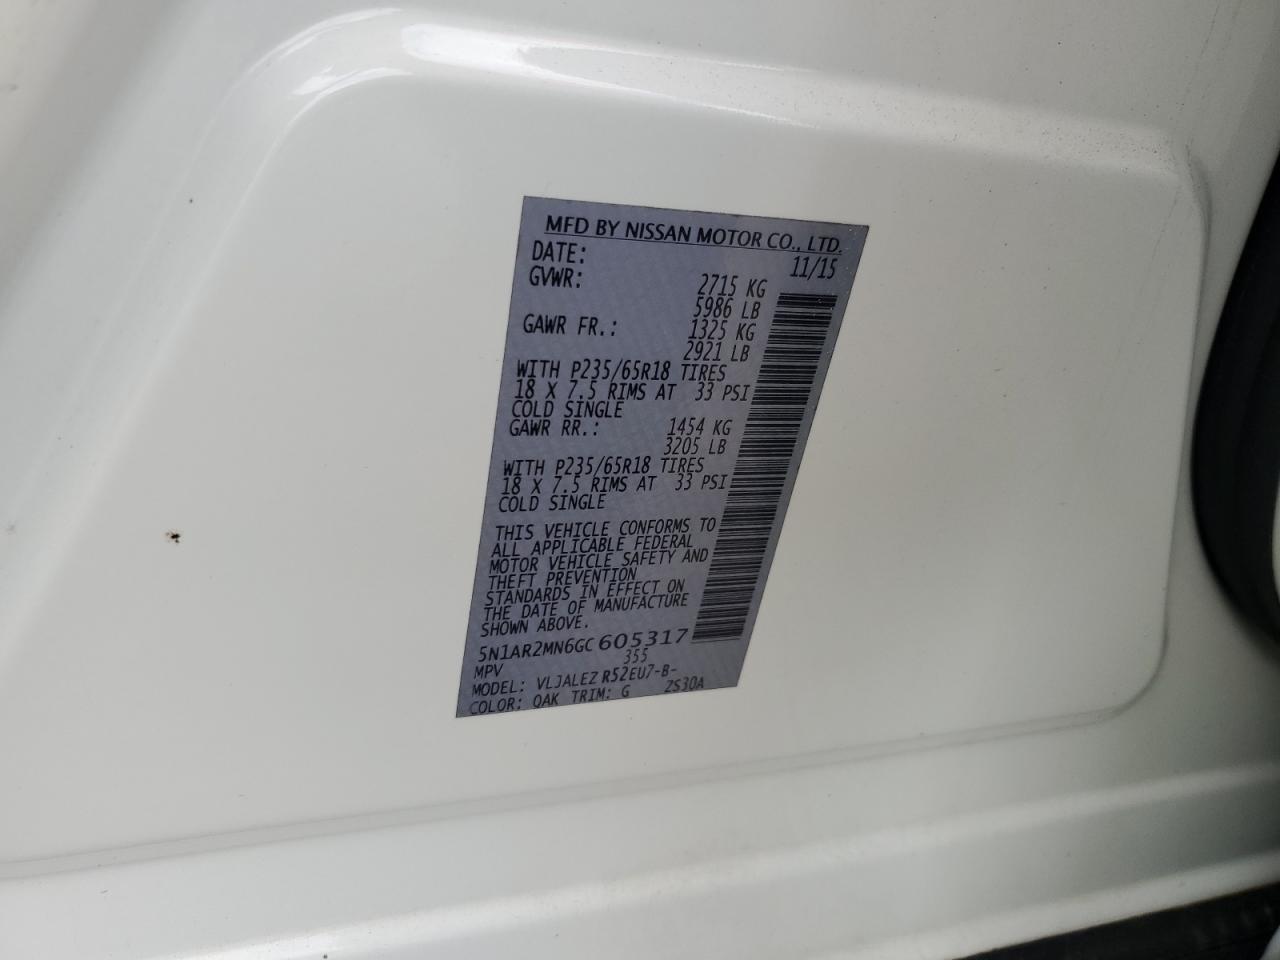 MFD BY NISSAN MOTOR CO., LTD.
DATE: 11/15
GVWR: 2715 KG
5986 LB
GAWR FR.: 1325 KG
2921 LB
WITH P235/65R18 TIRES
18 X 7.5 RIMS AT 33 PSI
COLD SINGLE
GAWR RR.: 1454 KG
3205 LB
WITH P235/65R18 TIRES
18 X 7.5 RIMS AT 33 PSI
COLD SINGLE
THIS VEHICLE CONFORMS TO
ALL APPLICABLE FEDERAL
MOTOR VEHICLE SAFETY AND
THEFT PREVENTION
STANDARDS IN EFFECT ON
THE DATE OF MANUFACTURE
SHOWN ABOVE.
5N1AR2MN6GC605317
MPV 355
MODEL: VLJALEZ R52EU7-B-
COLOR: QAK TRIM: G ZS30A